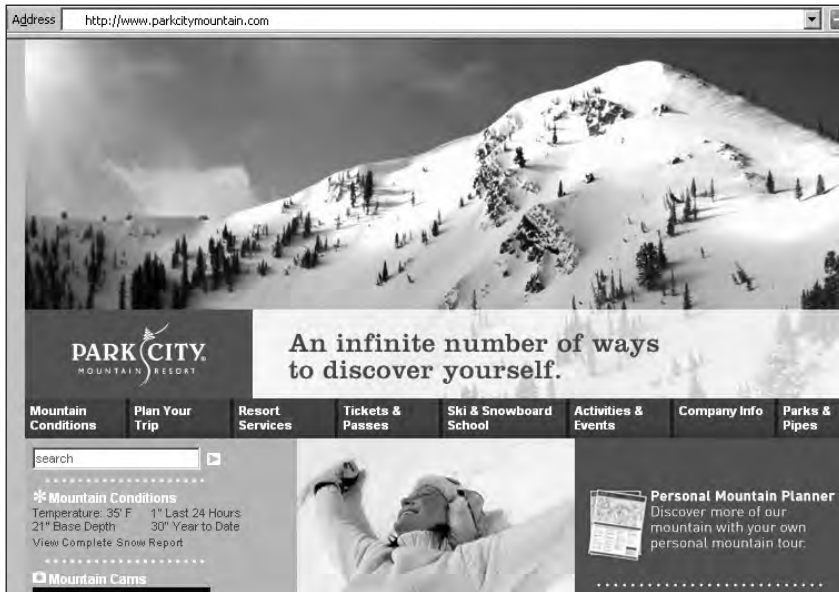 Address http://www.parkcitymountain.com
PARK CITY
MOUNTAIN RESORT
An infinite number of ways
to discover yourself.
Mountain Conditions
Plan Your Trip
Resort Services
Tickets & Passes
Ski & Snowboard School
Activities & Events
Company Info
Parks & Pipes
search
Mountain Conditions
Temperature: 35° F 1" Last 24 Hours
21" Base Depth 30" Year to Date
View Complete Snow Report
Mountain Cams
Personal Mountain Planner
Discover more of our
mountain with your own
personal mountain tour.